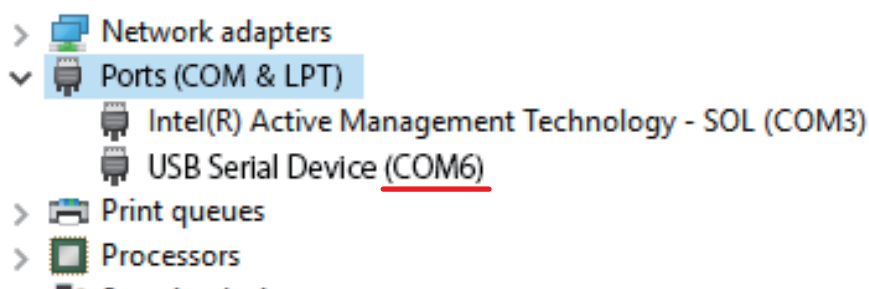 Network adapters
Ports (COM & LPT)
Intel(R) Active Management Technology - SOL (COM3)
USB Serial Device (COM6)
Print queues
Processors